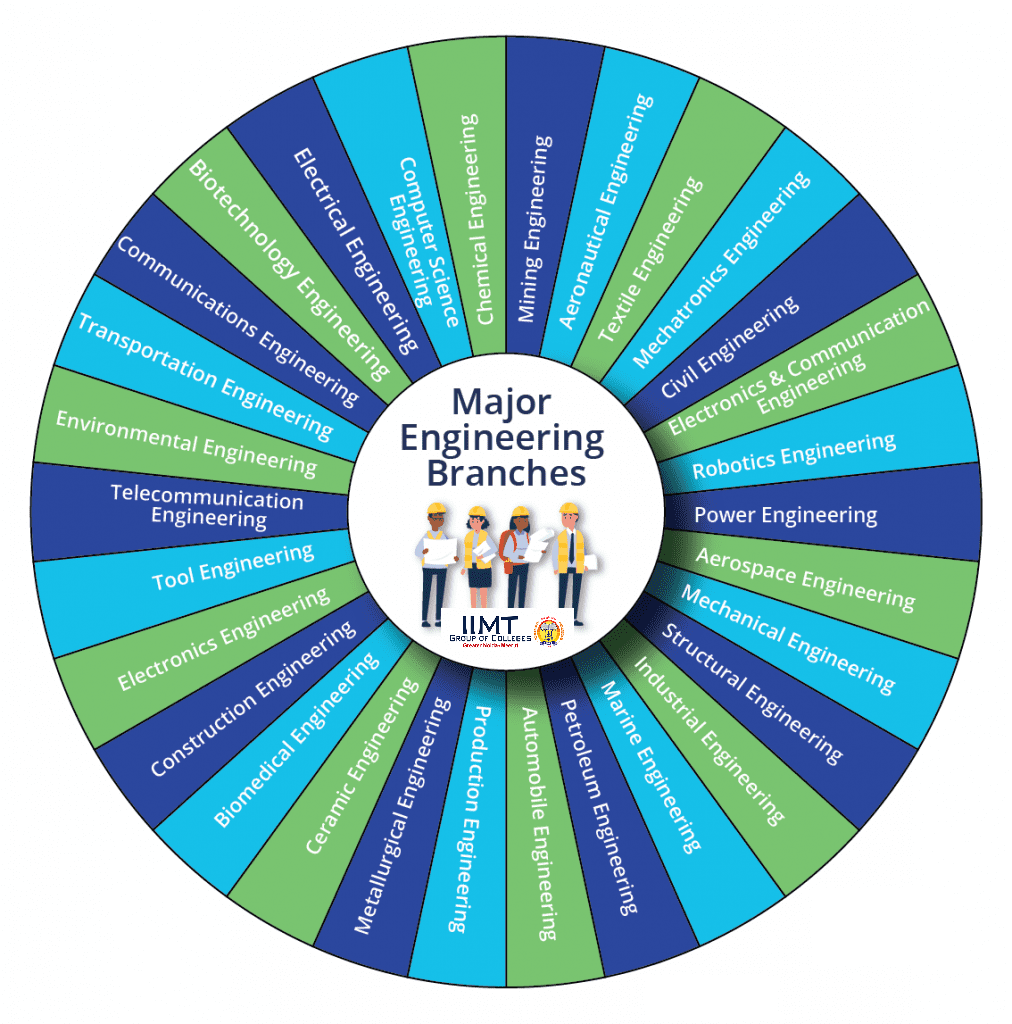 Major
Engineering
Branches
IIMT
GROUP OF COLLEGES
Greater Noida • Meerut
Mining Engineering
Aeronautical Engineering
Textile Engineering
Mechatronics Engineering
Civil Engineering
Electronics & Communication
Engineering
Robotics Engineering
Power Engineering
Aerospace Engineering
Mechanical Engineering
Structural Engineering
Industrial Engineering
Marine Engineering
Petroleum Engineering
Automobile Engineering
Production Engineering
Metallurgical Engineering
Ceramic Engineering
Biomedical Engineering
Construction Engineering
Electronics Engineering
Tool Engineering
Telecommunication
Engineering
Environmental Engineering
Transportation Engineering
Communications Engineering
Biotechnology Engineering
Electrical Engineering
Computer Science
Engineering
Chemical Engineering